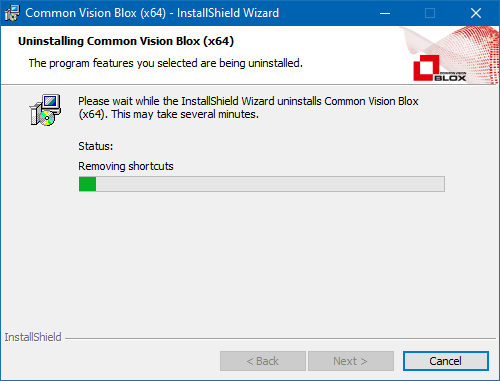 Common Vision Blox (x64) - InstallShield Wizard
Uninstalling Common Vision Blox (x64)
The program features you selected are being uninstalled.
COMMON VISION
BLOX
Please wait while the InstallShield Wizard uninstalls Common Vision Blox
(x64). This may take several minutes.
Status:
Removing shortcuts
InstallShield
< Back
Next >
Cancel